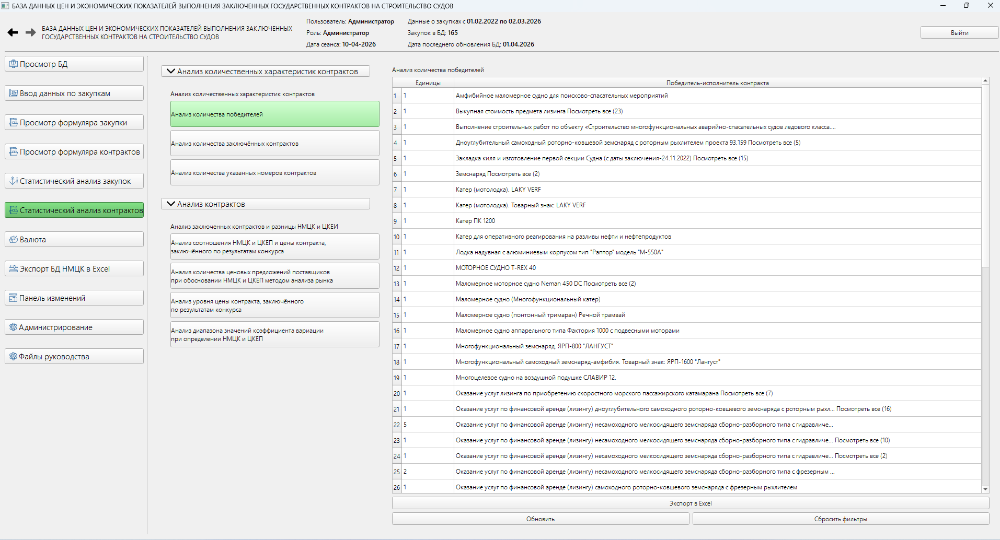 БАЗА ДАННЫХ ЦЕН И ЭКОНОМИЧЕСКИХ ПОКАЗАТЕЛЕЙ ВЫПОЛНЕНИЯ ЗАКЛЮЧЕННЫХ ГОСУДАРСТВЕННЫХ КОНТРАКТОВ НА СТРОИТЕЛЬСТВО СУДОВ
БАЗА ДАННЫХ ЦЕН И ЭКОНОМИЧЕСКИХ ПОКАЗАТЕЛЕЙ ВЫПОЛНЕНИЯ ЗАКЛЮЧЕННЫХ
ГОСУДАРСТВЕННЫХ КОНТРАКТОВ НА СТРОИТЕЛЬСТВО СУДОВ
Пользователь: Администратор
Роль: Администратор
Дата сеанса: 10-04-2026
Данные о закупках с 01.02.2022 по 02.03.2026
Закупок в БД: 165
Дата последнего обновления БД: 01.04.2026
Выйти
Просмотр БД
Ввод данных по закупкам
Просмотр формуляра закупки
Просмотр формуляра контрактов
Статистический анализ закупок
Статистический анализ контрактов
Валюта
Экспорт БД НМЦК в Excel
Панель изменений
Администрирование
Файлы руководства
Анализ количественных характеристик контрактов
Анализ количественных характеристик контрактов
Анализ количества победителей
Анализ количества заключённых контрактов
Анализ количества указанных номеров контрактов
Анализ контрактов
Анализ заключенных контрактов и разницы НМЦК и ЦКЕИ
Анализ соотношения НМЦК и ЦКЕП и цены контракта,
заключённого по результатам конкурса
Анализ количества ценовых предложений поставщиков
при обосновании НМЦК и ЦКЕП методом анализа рынка
Анализ уровня цены контракта, заключённого
по результатам конкурса
Анализ диапазона значений коэффициента вариации
при определении НМЦК и ЦКЕП
Анализ количества победителей
Единицы Победитель-исполнитель контракта
1 1 Амфибийное маломерное судно для поисково-спасательных мероприятий
2 1 Выкупная стоимость предмета лизинга Посмотреть все (23)
3 1 Выполнение строительных работ по объекту «Строительство многофункциональных аварийно-спасательных судов ледового класса....
4 1 Дноуглубительный самоходный роторно-ковшевой земснаряд с роторным рыхлителем проекта 93.159 Посмотреть все (5)
5 1 Закладка киля и изготовление первой секции Судна (с даты заключения-24.11.2022) Посмотреть все (15)
6 1 Земснаряд Посмотреть все (2)
7 1 Катер (мотолодка). LAKY VERF
8 1 Катер (мотолодка). Товарный знак: LAKY VERF
9 1 Катер ПК 1200
10 1 Катер для оперативного реагирования на разливы нефти и нефтепродуктов
11 1 Лодка надувная с алюминиевым корпусом тип "Раптор" модель "М-550А"
12 1 МОТОРНОЕ СУДНО T-REX 40
13 1 Маломерное моторное судно Neman 450 DC Посмотреть все (2)
14 1 Маломерное судно (Многофункциональный катер)
15 1 Маломерное судно (понтонный тримаран) Речной трамвай
16 1 Маломерное судно аппарельного типа Фактория 1000 с подвесными моторами
17 1 Многофункциональный земснаряд. ЯРП-800 "ЛАНГУСТ"
18 1 Многофункциональный самоходный земснаряд-амфибия. Товарный знак: ЯРП-1600 "Лангуст"
19 1 Многоцелевое судно на воздушной подушке СЛАВИР 12.
20 1 Оказание услуг лизинга по приобретению скоростного морского пассажирского катамарана Посмотреть все (7)
21 1 Оказание услуг по финансовой аренде (лизингу) дноуглубительного самоходного роторно-ковшевого земснаряда с роторным рыхл... Посмотреть все (16)
22 5 Оказание услуг по финансовой аренде (лизингу) несамоходного мелкосидящего земснаряда сборно-разборного типа с гидравличе...
23 1 Оказание услуг по финансовой аренде (лизингу) несамоходного мелкосидящего земснаряда сборно-разборного типа с гидравличе... Посмотреть все (10)
24 1 Оказание услуг по финансовой аренде (лизингу) несамоходного мелкосидящего земснаряда сборно-разборного типа с гидравличе... Посмотреть все (2)
25 2 Оказание услуг по финансовой аренде (лизингу) несамоходного мелкосидящего земснаряда сборно-разборного типа с фрезерным ...
26 1 Оказание услуг по финансовой аренде (лизингу) самоходного роторно-ковшевого земснаряда с фрезерным рыхлителем
Экспорт в Excel
Обновить
Сбросить фильтры